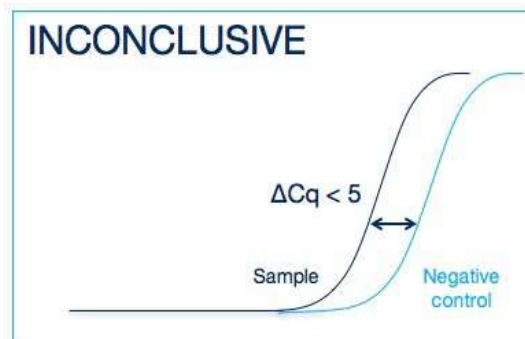 INCONCLUSIVE
ΔCq < 5
Sample
Negative
control